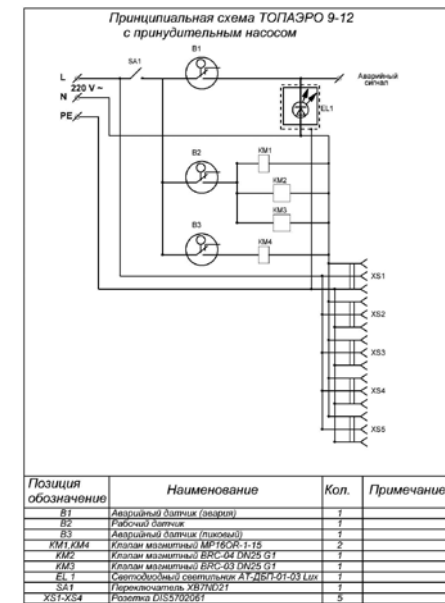 Принципиальная схема ТОПАЭРО 9-12
с принудительным насосом
B1
L
SA1
Аварийный
сигнал
220 V ~
N
EL1
PE
B2
KM1
KM2
KM3
B3
KM4
XS1
XS2
XS3
XS4
XS5
Позиция обозначение Наименование Кол. Примечание
B1 Аварийный датчик (авария) 1
B2 Рабочий датчик 1
B3 Аварийный датчик (пиковый) 1
KM1,KM4 Клапан магнитный MP16OR-1-15 2
KM2 Клапан магнитный BRC-04 DN25 G1 1
KM3 Клапан магнитный BRC-03 DN25 G1 1
EL 1 Светодиодный светильник АТ-ДБП-01-03 Lux 1
SA1 Переключатель XB7ND21 1
XS1-XS4 Розетка DIS5702061 5